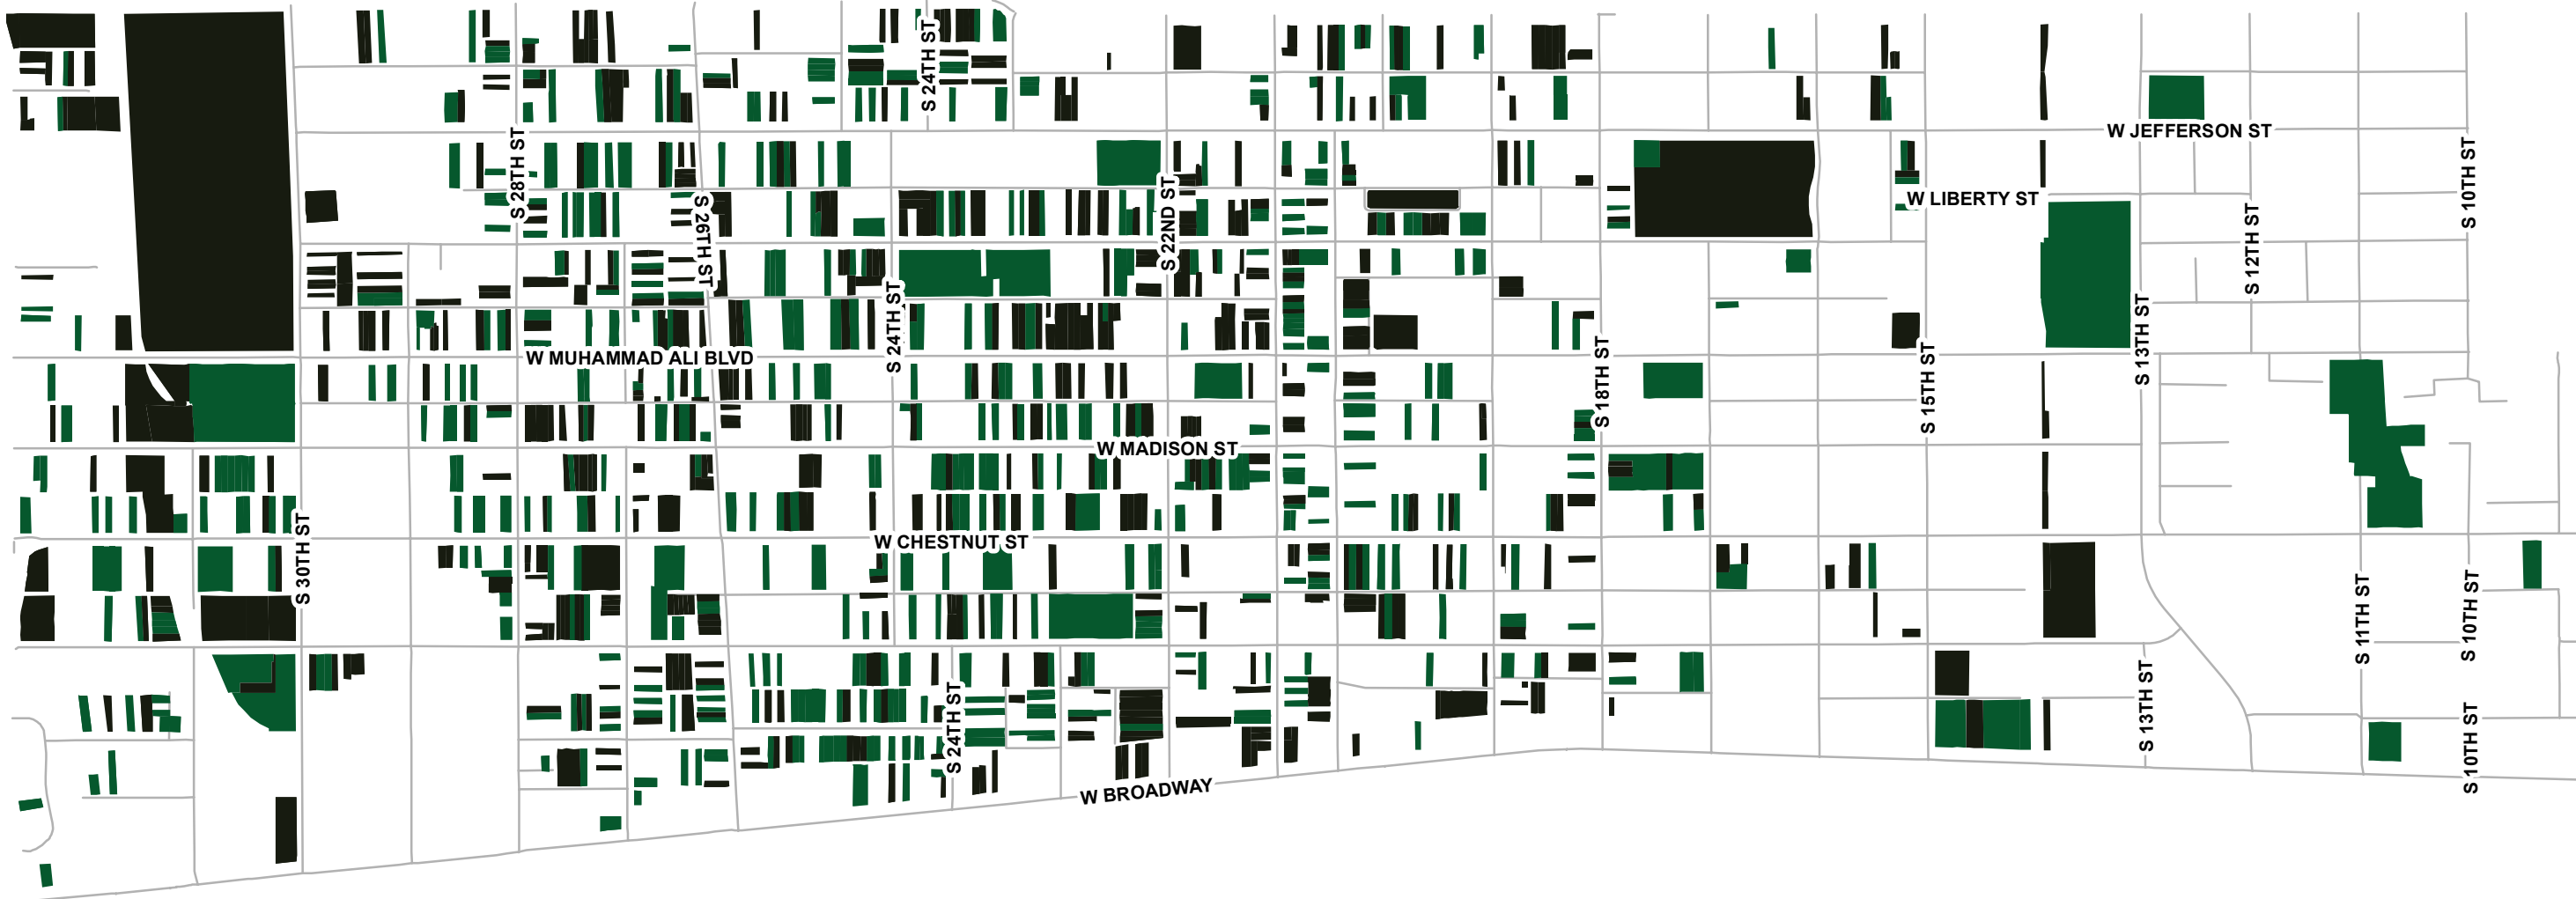 S 24TH ST
W JEFFERSON ST
S 28TH ST
S 10TH ST
S 26TH ST
S 22ND ST
W LIBERTY ST
S 12TH ST
S 24TH ST
S 13TH ST
W MUHAMMAD ALI BLVD
S 18TH ST
S 15TH ST
W MADISON ST
W CHESTNUT ST
S 30TH ST
S 11TH ST
S 10TH ST
S 24TH ST
S 13TH ST
S 10TH ST
W BROADWAY